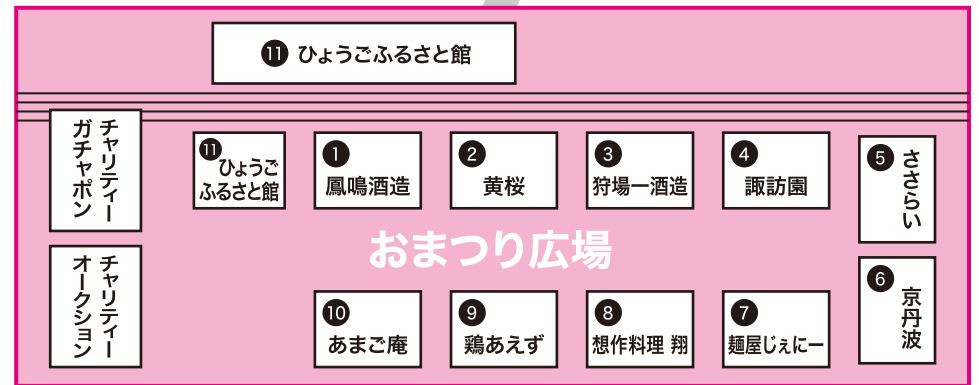 ⓫ ひょうごふるさと館
チャリティー
ガチャポン
⓫
ひょうご
ふるさと館
❶
鳳鳴酒造
❷
黄桜
❸
狩場一酒造
❹
諏訪園
❺
ささらい
おまつり広場
チャリティー
オークション
❿
あまご庵
❾
鶏あえず
❽
想作料理 翔
❼
麺屋じぇにー
❻
京丹波